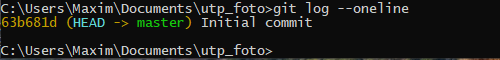 C:\Users\Maxim\Documents\utp_foto>git log --oneline
63b681d (HEAD -> master) Initial commit
C:\Users\Maxim\Documents\utp_foto>